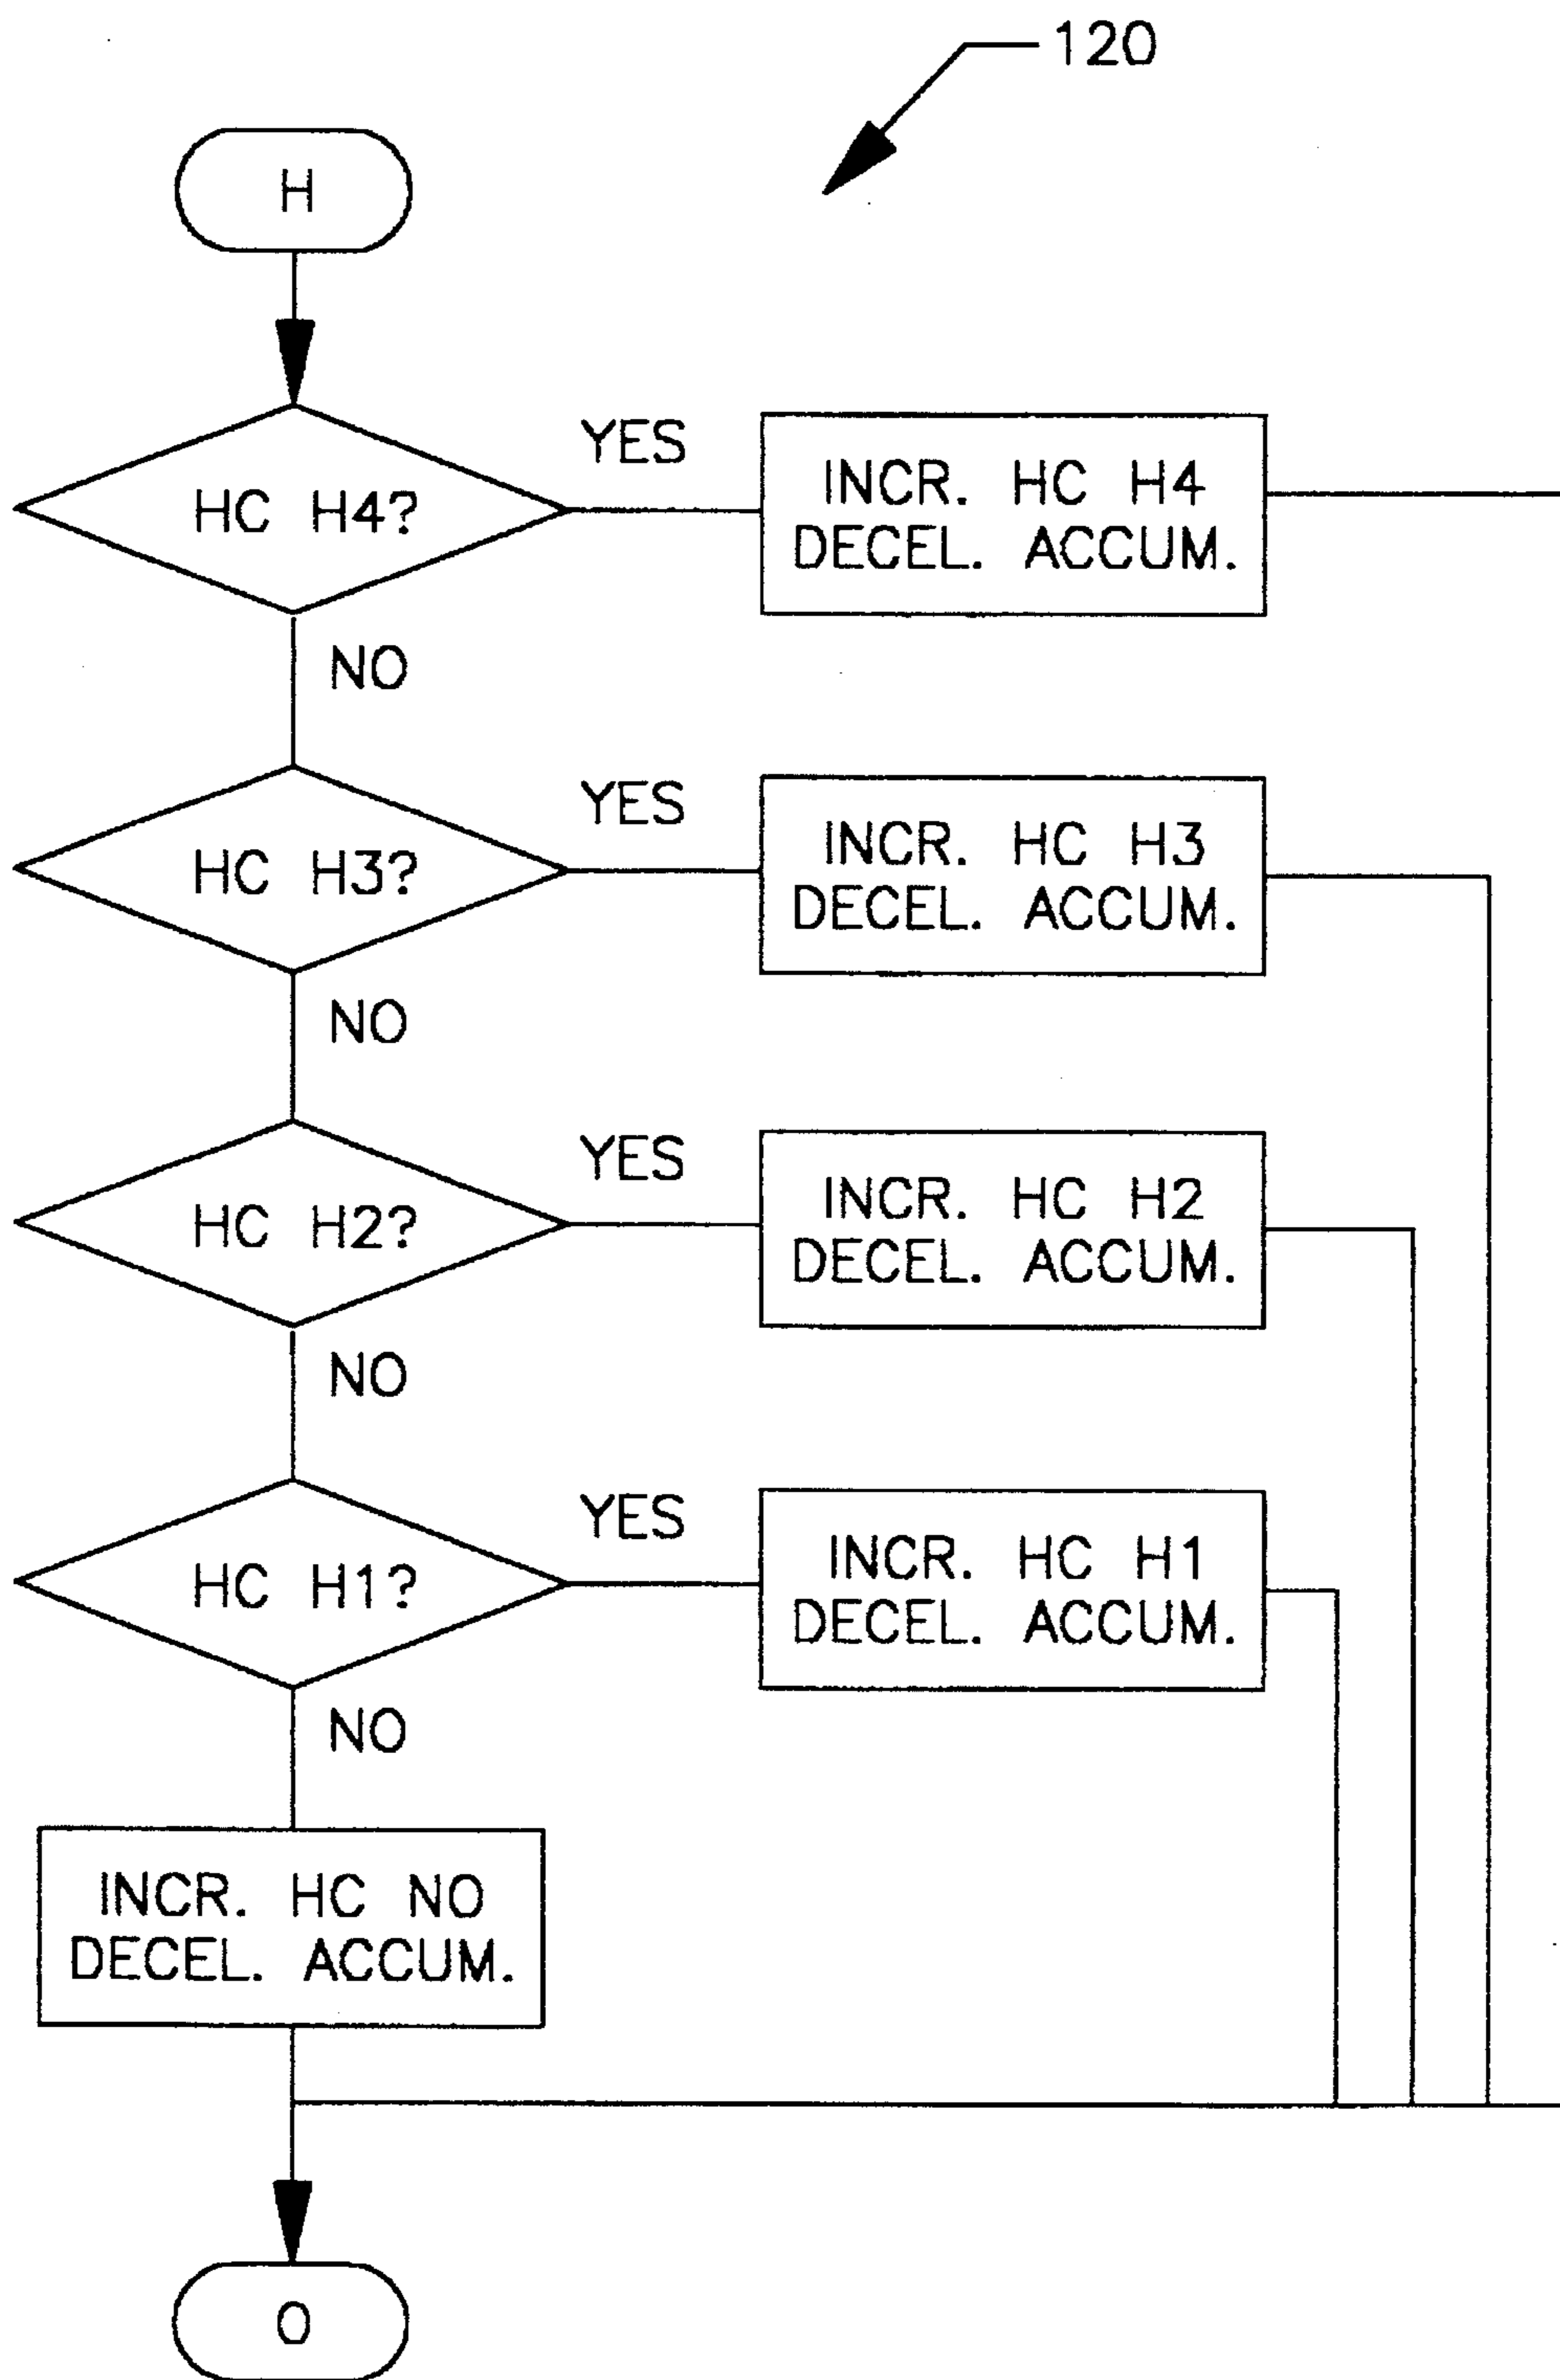 120
H
HC H4?
YES
INCR. HC H4
DECEL. ACCUM.
NO
HC H3?
YES
INCR. HC H3
DECEL. ACCUM.
NO
HC H2?
YES
INCR. HC H2
DECEL. ACCUM.
NO
HC H1?
YES
INCR. HC H1
DECEL. ACCUM.
NO
INCR. HC NO
DECEL. ACCUM.
O